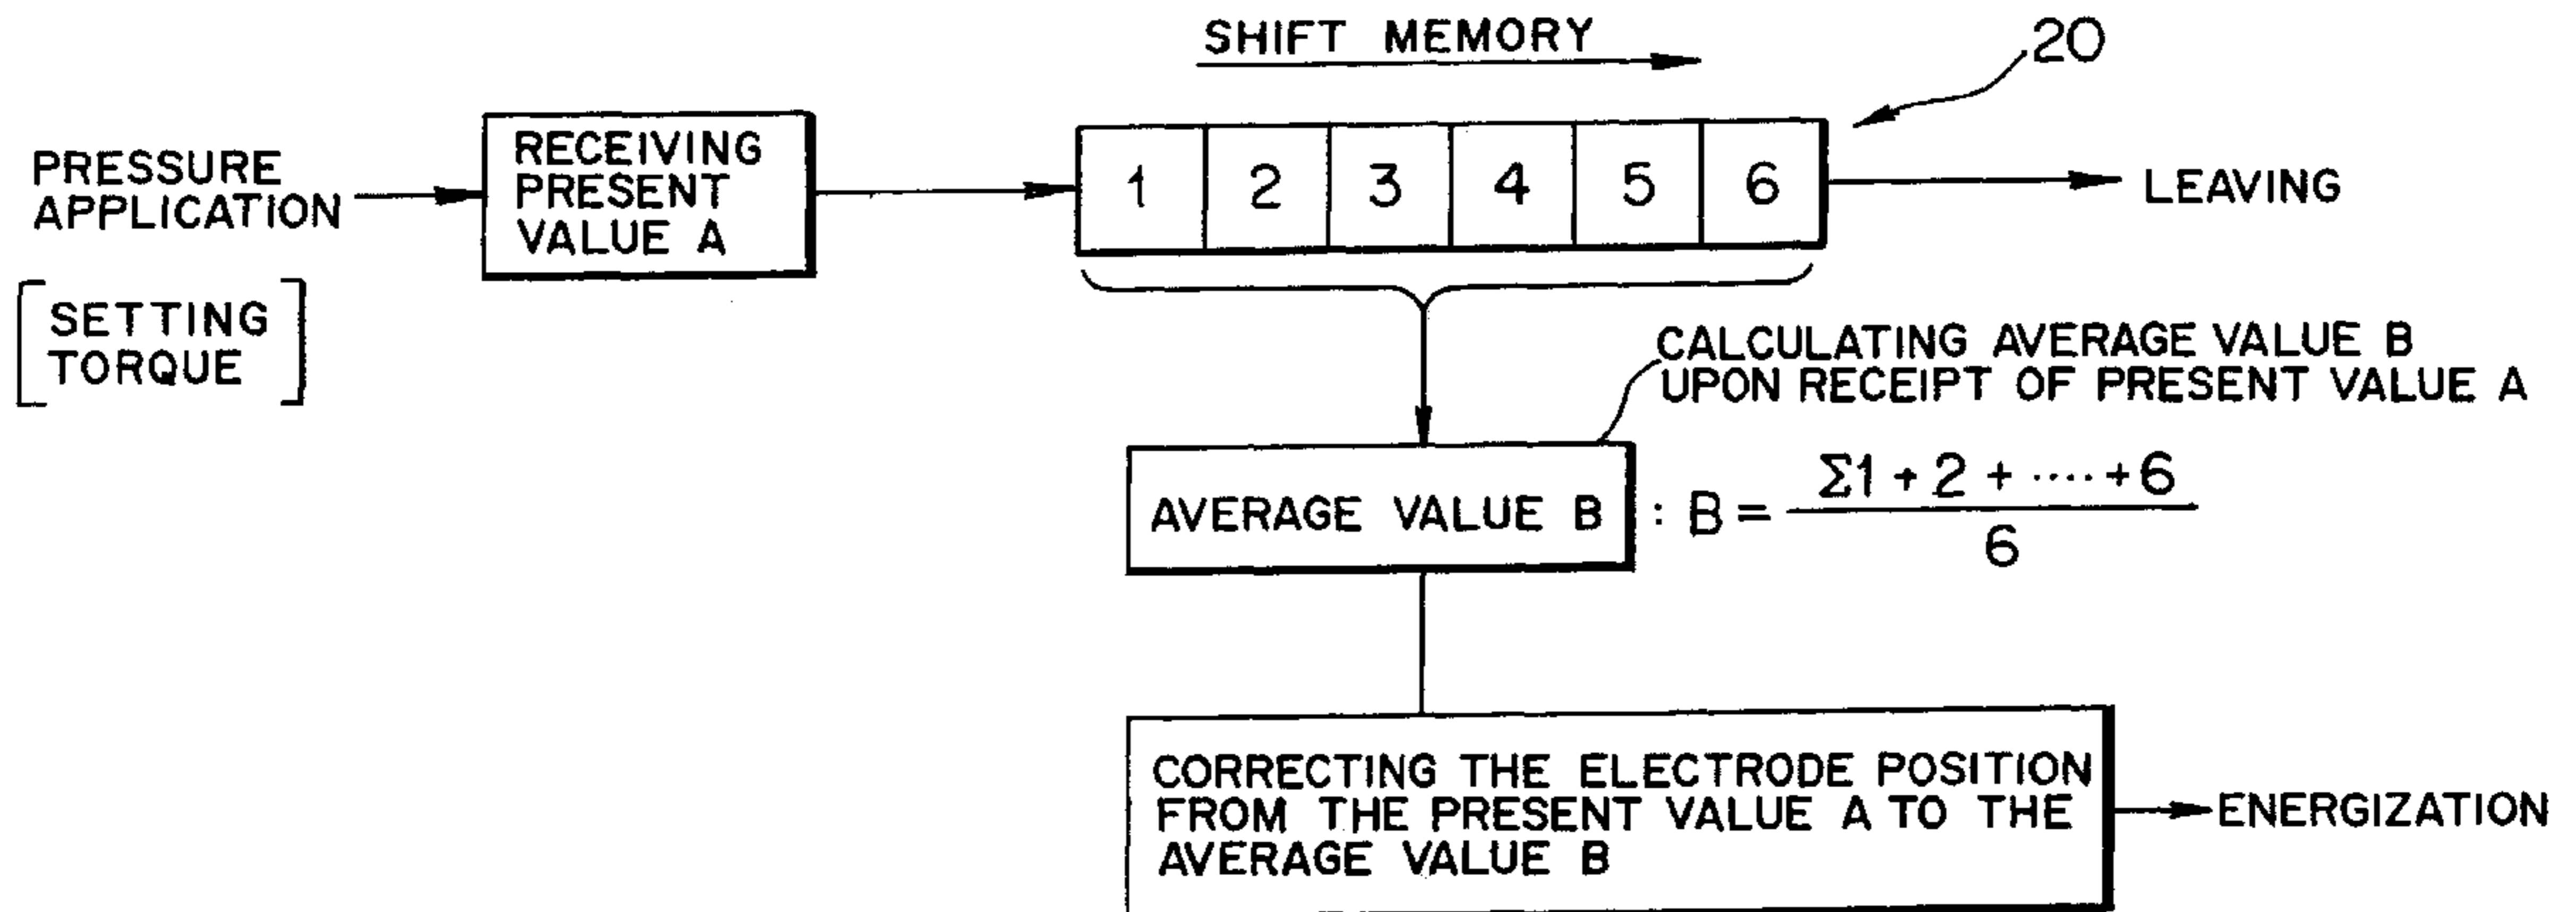 SHIFT MEMORY
20
PRESSURE
APPLICATION
RECEIVING
PRESENT
VALUE A
1 2 3 4 5 6
LEAVING
[SETTING
TORQUE]
CALCULATING AVERAGE VALUE B
UPON RECEIPT OF PRESENT VALUE A
AVERAGE VALUE B : B = Σ1 + 2 + ····· + 6
6
CORRECTING THE ELECTRODE POSITION
FROM THE PRESENT VALUE A TO THE
AVERAGE VALUE B
ENERGIZATION